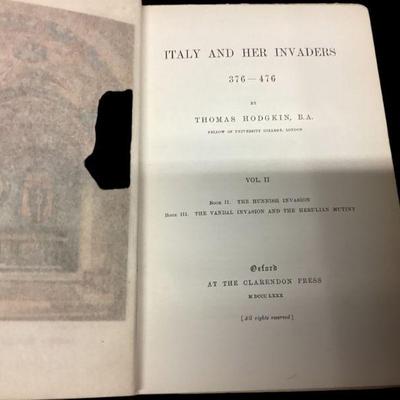 ITALY AND HER INVADERS
376—476
BY
THOMAS HODGKIN, B.A.
FELLOW OF UNIVERSITY COLLEGE, LONDON
VOL. II
Book II. THE HUNNISH INVASION
Book III. THE VANDAL INVASION AND THE HERULIAN MUTINY
Oxford
AT THE CLARENDON PRESS
MDCCCLXXX
[All rights reserved]